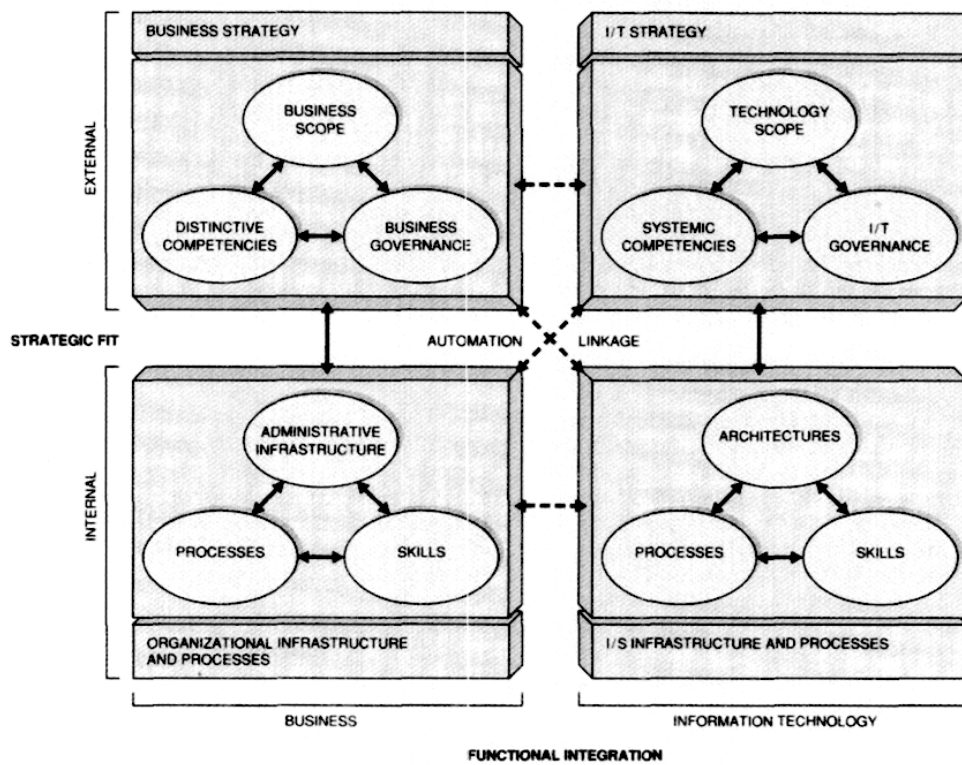 BUSINESS STRATEGY
I/T STRATEGY
BUSINESS
SCOPE
TECHNOLOGY
SCOPE
EXTERNAL
DISTINCTIVE
COMPETENCIES
BUSINESS
GOVERNANCE
SYSTEMIC
COMPETENCIES
I/T
GOVERNANCE
STRATEGIC FIT
AUTOMATION
LINKAGE
ADMINISTRATIVE
INFRASTRUCTURE
ARCHITECTURES
INTERNAL
PROCESSES
SKILLS
PROCESSES
SKILLS
ORGANIZATIONAL INFRASTRUCTURE
AND PROCESSES
I/S INFRASTRUCTURE AND PROCESSES
BUSINESS
INFORMATION TECHNOLOGY
FUNCTIONAL INTEGRATION